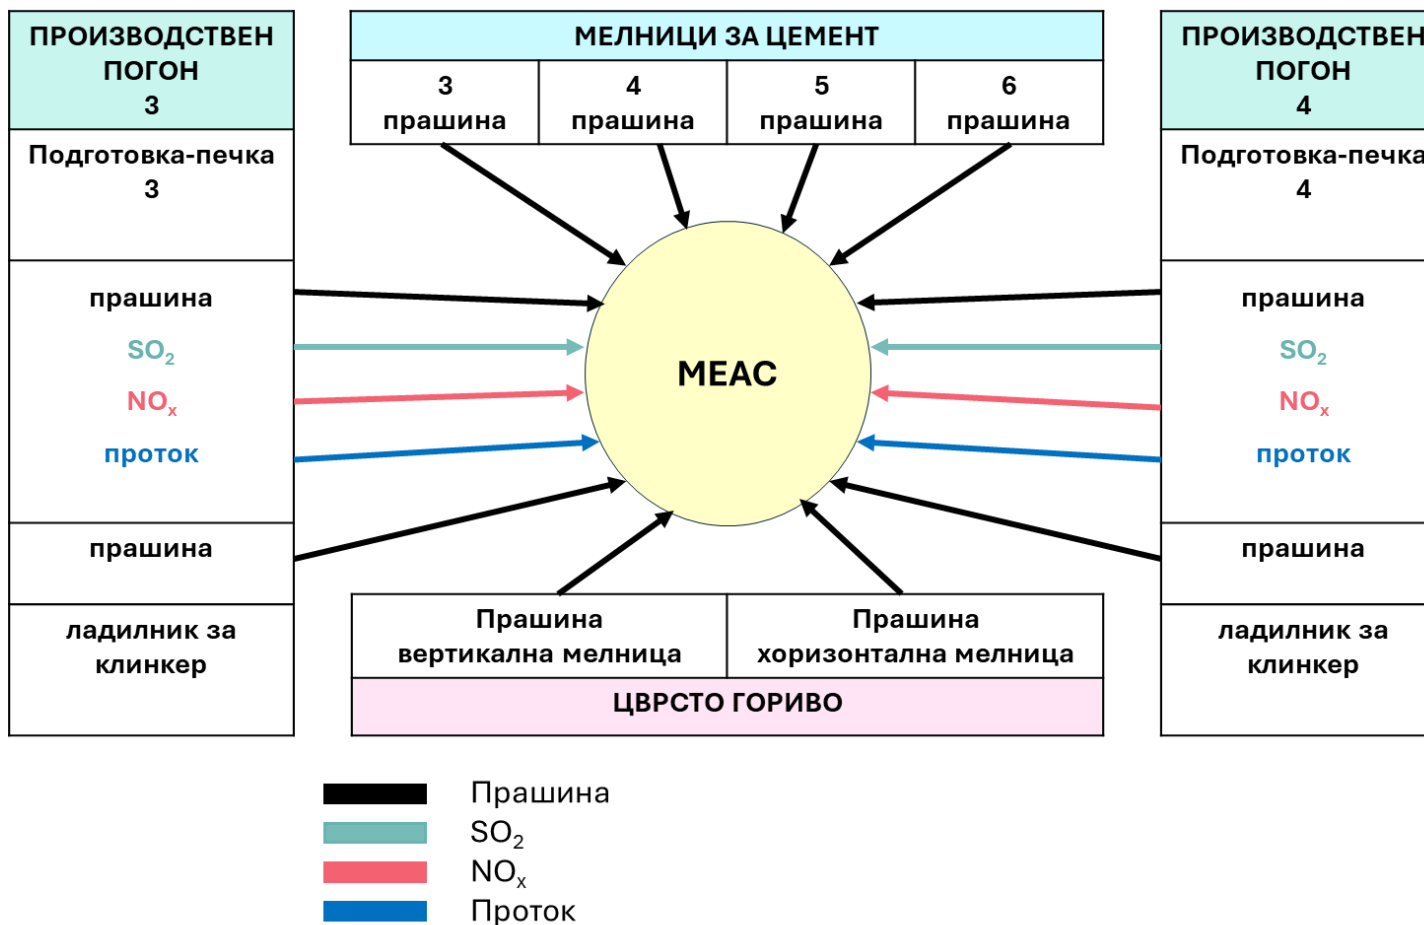 ПРОИЗВОДСТВЕН
ПОГОН
3
Подготовка-печка
3
прашина
SO₂
NOₓ
проток
прашина
ладилник за
клинкер
МЕЛНИЦИ ЗА ЦЕМЕНТ
3
прашина
4
прашина
5
прашина
6
прашина
МЕАС
Прашина
вертикална мелница
Прашина
хоризонтална мелница
ЦВРСТО ГОРИВО
ПРОИЗВОДСТВЕН
ПОГОН
4
Подготовка-печка
4
прашина
SO₂
NOₓ
проток
прашина
ладилник за
клинкер
Прашина
SO₂
NOₓ
Проток